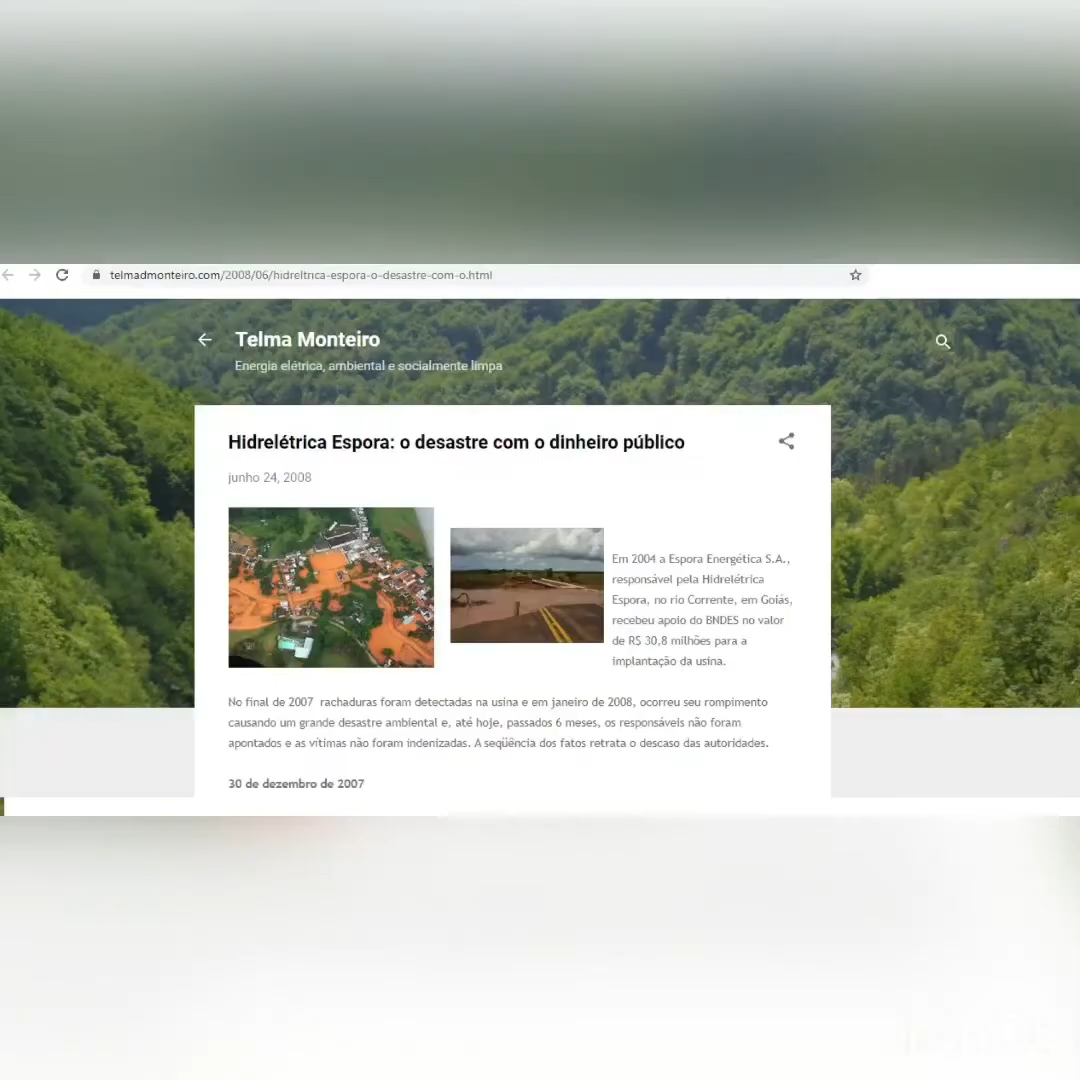 telmadmonteiro.com/2008/06/hidreltrica-espora-o-desastre-com-o.html
Telma Monteiro
Energia elétrica, ambiental e socialmente limpa
Hidrelétrica Espora: o desastre com o dinheiro público
junho 24, 2008
Em 2004 a Espora Energética S.A.,
responsável pela Hidrelétrica
Espora, no rio Corrente, em Goiás,
recebeu apoio do BNDES no valor
de R$ 30,8 milhões para a
implantação da usina.
No final de 2007 rachaduras foram detectadas na usina e em janeiro de 2008, ocorreu seu rompimento
causando um grande desastre ambiental e, até hoje, passados 6 meses, os responsáveis não foram
apontados e as vítimas não foram indenizadas. A seqüência dos fatos retrata o descaso das autoridades.
30 de dezembro de 2007